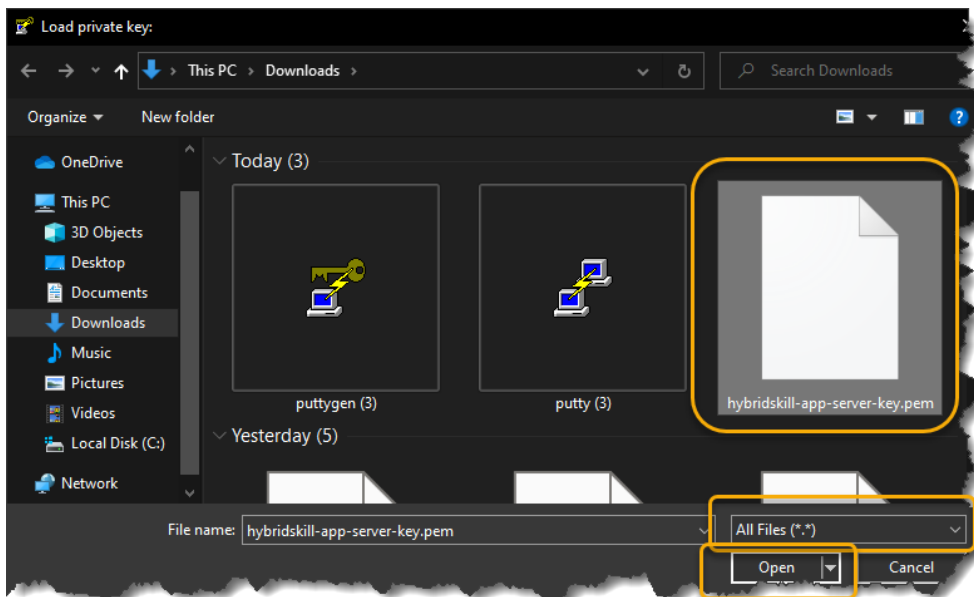 Load private key:
This PC > Downloads >
Search Downloads
Organize
New folder
?
OneDrive
Today (3)
This PC
3D Objects
Desktop
Documents
Downloads
Music
Pictures
Videos
Local Disk (C:)
Network
puttygen (3)
putty (3)
hybridskill-app-server-key.pem
Yesterday (5)
File name:
hybridskill-app-server-key.pem
All Files (*.*)
Open
Cancel